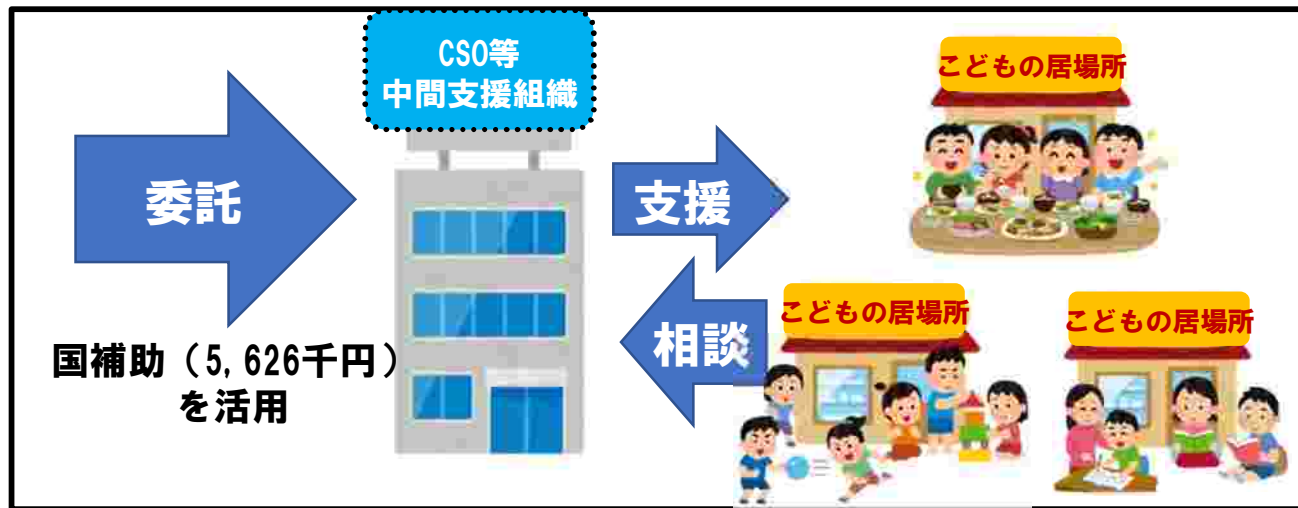 CSO等
中間支援組織
こどもの居場所
委託
支援
こどもの居場所
こどもの居場所
相談
国補助（5,626千円）
を活用